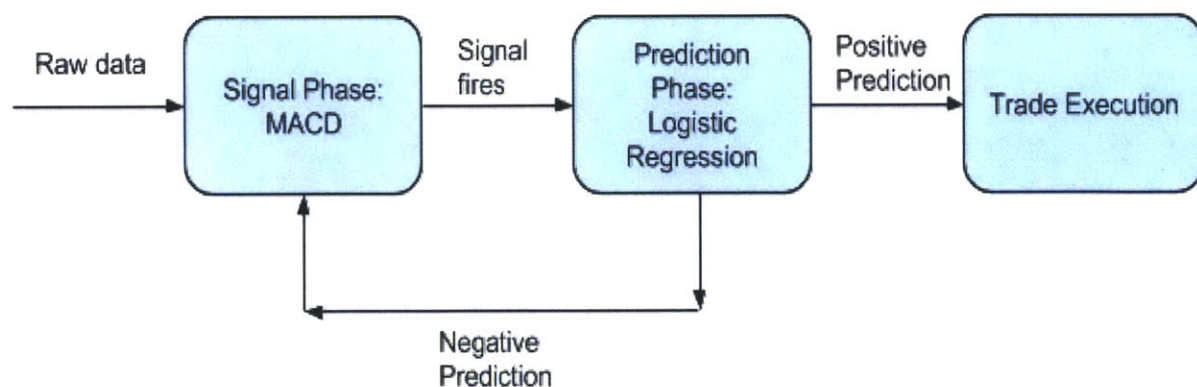 Raw data
Signal Phase:
MACD
Signal
fires
Prediction
Phase:
Logistic
Regression
Positive
Prediction
Trade Execution
Negative
Prediction